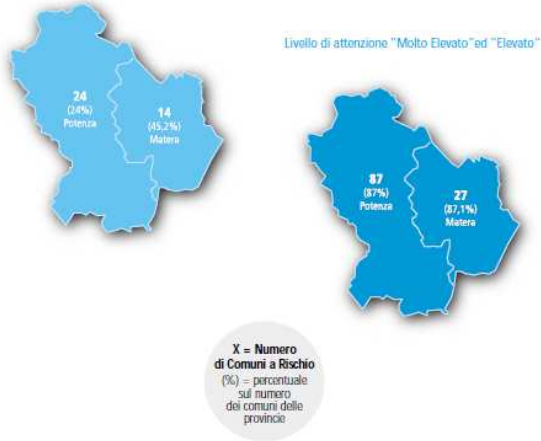 Livello di attenzione "Molto Elevato"ed "Elevato"
24
(24%)
Potenza
14
(45,2%)
Matera
87
(87%)
Potenza
27
(87,1%)
Matera
X = Numero
di Comuni a Rischio
(%) = percentuale
sul numero
dei comuni delle
provincie